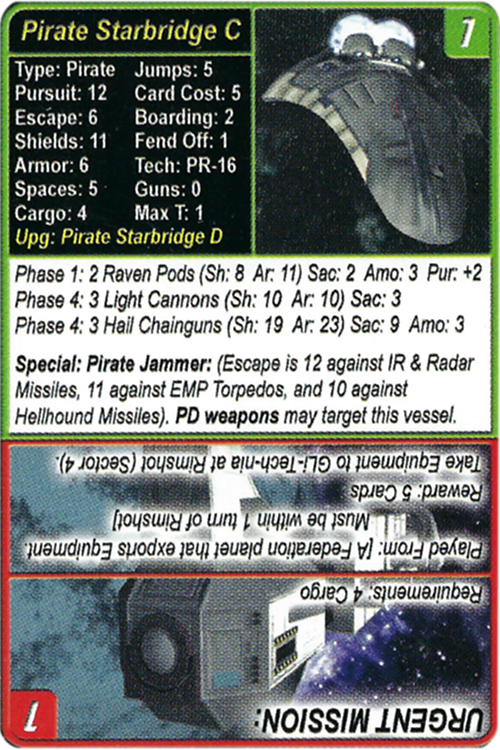 Pirate Starbridge C
1
Type: Pirate Jumps: 5
Pursuit: 12 Card Cost: 5
Escape: 6 Boarding: 2
Shields: 11 Fend Off: 1
Armor: 6 Tech: PR-16
Spaces: 5 Guns: 0
Cargo: 4 Max T: 1
Upg: Pirate Starbridge D
Phase 1: 2 Raven Pods (Sh: 8 Ar: 11) Sac: 2 Amo: 3 Pur: +2
Phase 4: 3 Light Cannons (Sh: 10 Ar: 10) Sac: 3
Phase 4: 3 Hail Chainguns (Sh: 19 Ar: 23) Sac: 9 Amo: 3
Special: Pirate Jammer: (Escape is 12 against IR & Radar
Missiles, 11 against EMP Torpedos, and 10 against
Hellhound Missiles). PD weapons may target this vessel.
URGENT MISSION:
1
Requirements: 4 Cargo
Played From: [A Federation planet that exports Equipment.
Must be within 1 turn of Rimshot]
Reward: 5 Cards
Take Equipment to GLi-Tech-nia at Rimshot (Sector 4).